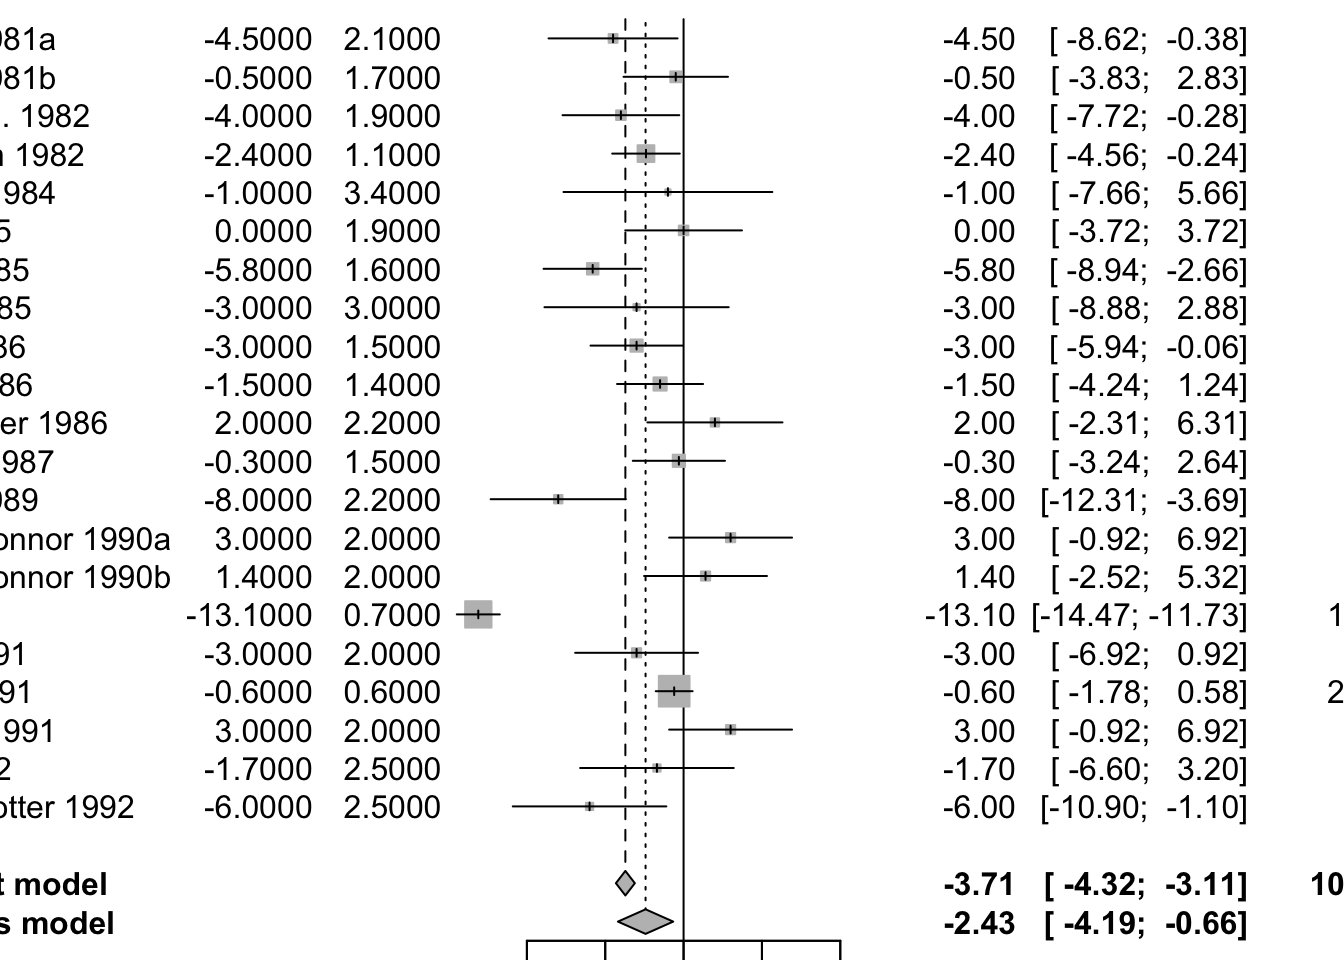 981a -4.5000 2.1000 -4.50 [ -8.62; -0.38]
981b -0.5000 1.7000 -0.50 [ -3.83; 2.83]
. 1982 -4.0000 1.9000 -4.00 [ -7.72; -0.28]
n 1982 -2.4000 1.1000 -2.40 [ -4.56; -0.24]
1984 -1.0000 3.4000 -1.00 [ -7.66; 5.66]
5 0.0000 1.9000 0.00 [ -3.72; 3.72]
85 -5.8000 1.6000 -5.80 [ -8.94; -2.66]
85 -3.0000 3.0000 -3.00 [ -8.88; 2.88]
86 -3.0000 1.5000 -3.00 [ -5.94; -0.06]
86 -1.5000 1.4000 -1.50 [ -4.24; 1.24]
er 1986 2.0000 2.2000 2.00 [ -2.31; 6.31]
1987 -0.3000 1.5000 -0.30 [ -3.24; 2.64]
989 -8.0000 2.2000 -8.00 [-12.31; -3.69]
onnor 1990a 3.0000 2.0000 3.00 [ -0.92; 6.92]
onnor 1990b 1.4000 2.0000 1.40 [ -2.52; 5.32]
-13.1000 0.7000 -13.10 [-14.47; -11.73] 1
91 -3.0000 2.0000 -3.00 [ -6.92; 0.92]
91 -0.6000 0.6000 -0.60 [ -1.78; 0.58] 2
1991 3.0000 2.0000 3.00 [ -0.92; 6.92]
2 -1.7000 2.5000 -1.70 [ -6.60; 3.20]
otter 1992 -6.0000 2.5000 -6.00 [-10.90; -1.10]
t model -3.71 [ -4.32; -3.11] 10
s model -2.43 [ -4.19; -0.66]